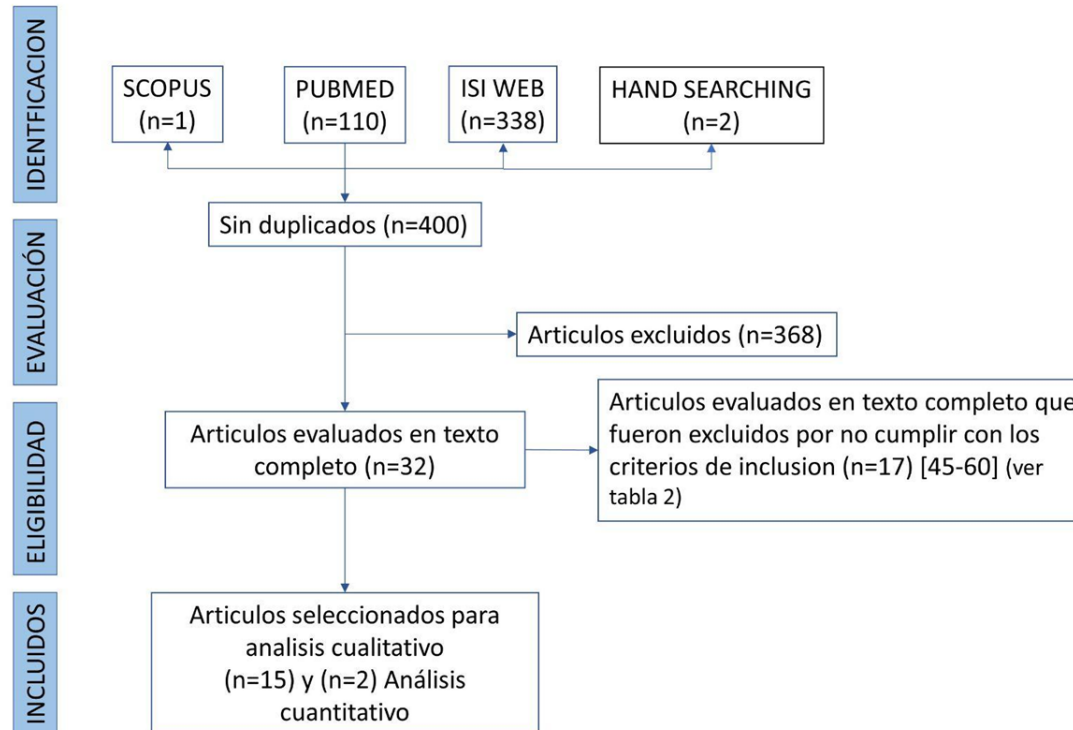 IDENTFICACION
SCOPUS
(n=1)
PUBMED
(n=110)
ISI WEB
(n=338)
HAND SEARCHING
(n=2)
Sin duplicados (n=400)
EVALUACIÓN
Articulos excluidos (n=368)
ELIGIBILIDAD
Articulos evaluados en texto
completo (n=32)
Articulos evaluados en texto completo que
fueron excluidos por no cumplir con los
criterios de inclusion (n=17) [45-60] (ver
tabla 2)
INCLUIDOS
Articulos seleccionados para
analisis cualitativo
(n=15) y (n=2) Análisis
cuantitativo